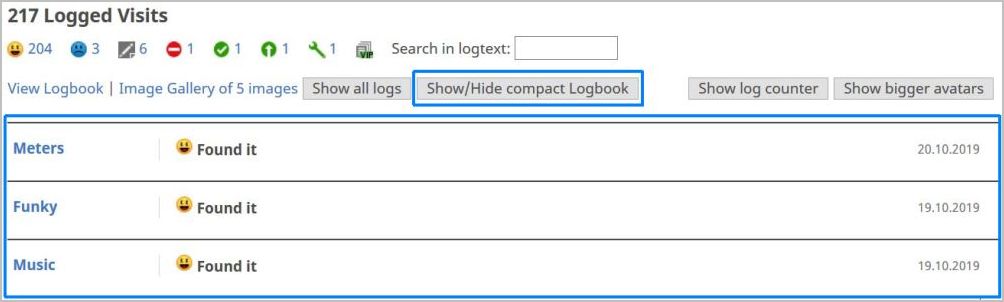 217 Logged Visits
204 3 6 1 1 1 1 VIP Search in logtext:
View Logbook | Image Gallery of 5 images Show all logs Show/Hide compact Logbook Show log counter Show bigger avatars
Meters Found it 20.10.2019
Funky Found it 19.10.2019
Music Found it 19.10.2019